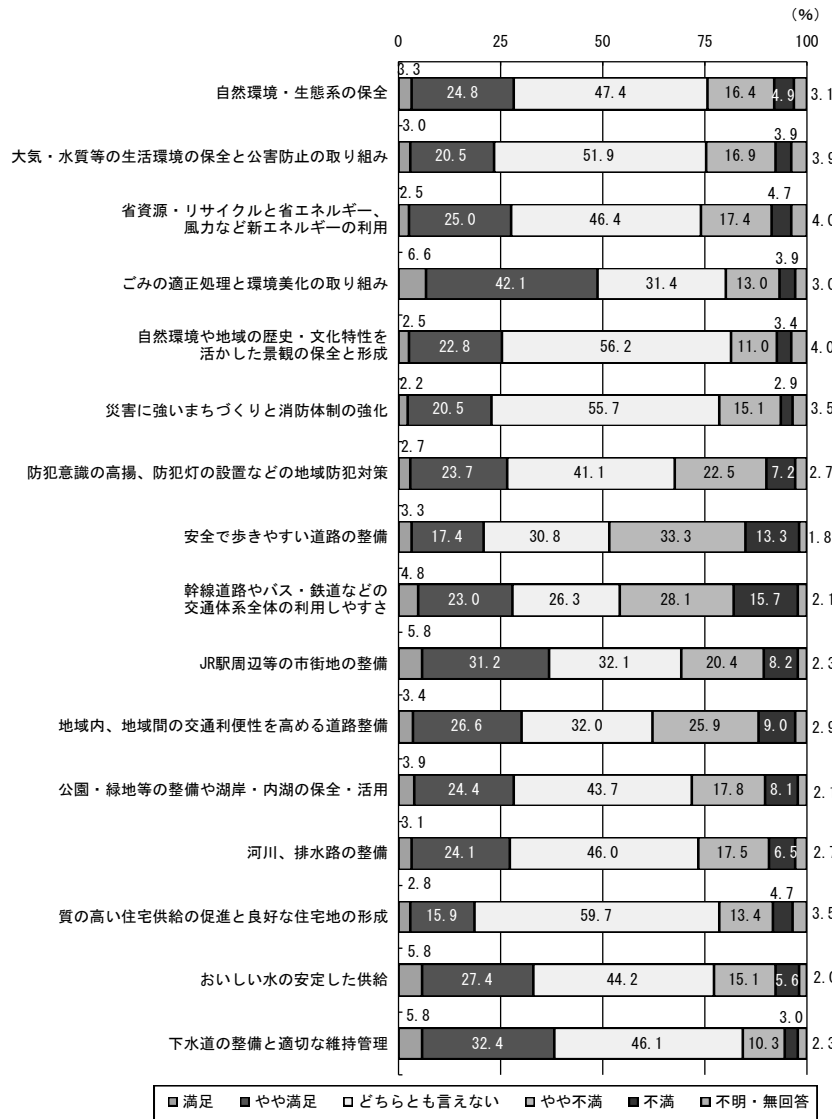 (%)
0 25 50 75 100
3.3
自然環境・生態系の保全 24.8 47.4 16.4 4.9 3.1
3.0 3.9
大気・水質等の生活環境の保全と公害防止の取り組み 20.5 51.9 16.9 3.9
2.5 4.7
省資源・リサイクルと省エネルギー、
風力など新エネルギーの利用 25.0 46.4 17.4 4.0
6.6 3.9
ごみの適正処理と環境美化の取り組み 42.1 31.4 13.0 3.0
2.5 3.4
自然環境や地域の歴史・文化特性を
活かした景観の保全と形成 22.8 56.2 11.0 4.0
2.2 2.9
災害に強いまちづくりと消防体制の強化 20.5 55.7 15.1 3.5
2.7
防犯意識の高揚、防犯灯の設置などの地域防犯対策 23.7 41.1 22.5 7.2 2.7
3.3
安全で歩きやすい道路の整備 17.4 30.8 33.3 13.3 1.8
4.8
幹線道路やバス・鉄道などの
交通体系全体の利用しやすさ 23.0 26.3 28.1 15.7 2.1
5.8
JR駅周辺等の市街地の整備 31.2 32.1 20.4 8.2 2.3
3.4
地域内、地域間の交通利便性を高める道路整備 26.6 32.0 25.9 9.0 2.9
3.9
公園・緑地等の整備や湖岸・内湖の保全・活用 24.4 43.7 17.8 8.1 2.1
3.1
河川、排水路の整備 24.1 46.0 17.5 6.5 2.7
2.8 4.7
質の高い住宅供給の促進と良好な住宅地の形成 15.9 59.7 13.4 3.5
5.8
おいしい水の安定した供給 27.4 44.2 15.1 5.6 2.0
5.8 3.0
下水道の整備と適切な維持管理 32.4 46.1 10.3 2.3
満足 やや満足 どちらとも言えない やや不満 不満 不明・無回答